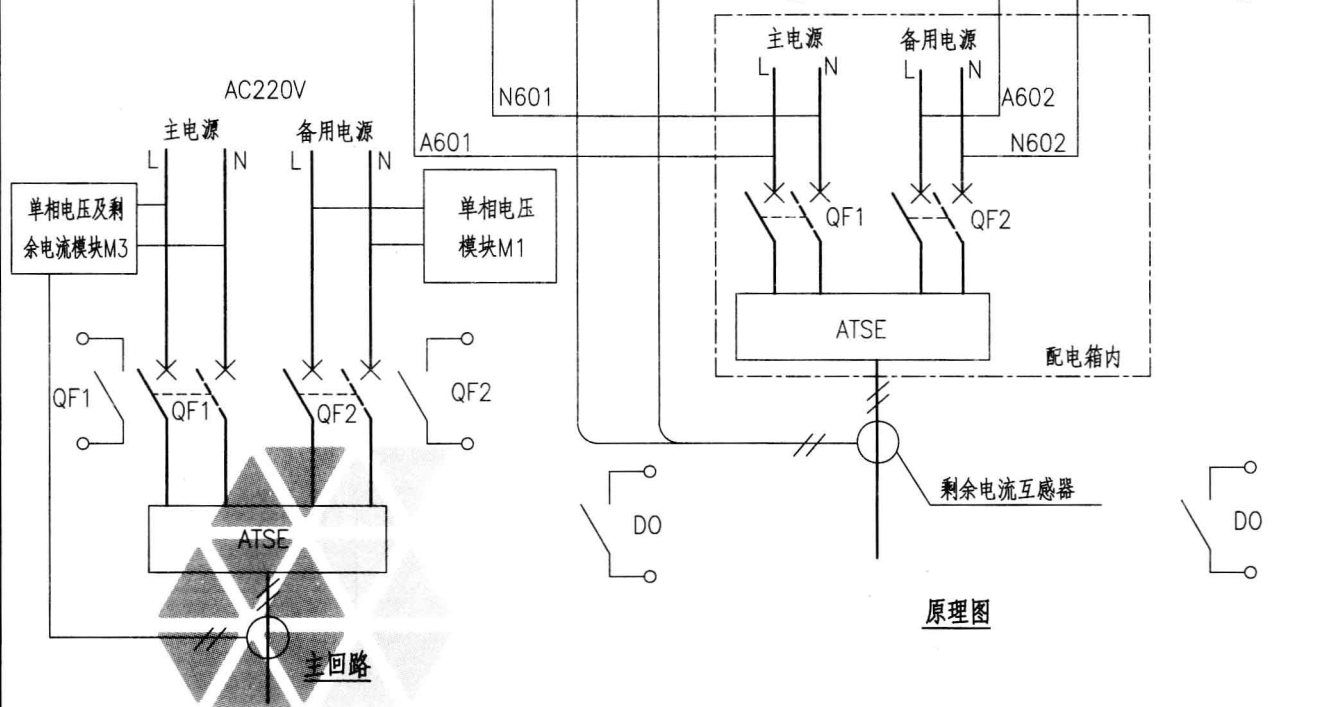 AC220V
主电源
备用电源
L
N
L
N
单相电压及剩
余电流模块M3
单相电压
模块M1
QF1
QF1
QF2
QF2
ATSE
主回路
N601
A601
主电源
备用电源
L
N
L
N
A602
N602
QF1
QF2
ATSE
配电箱内
剩余电流互感器
DO
DO
原理图